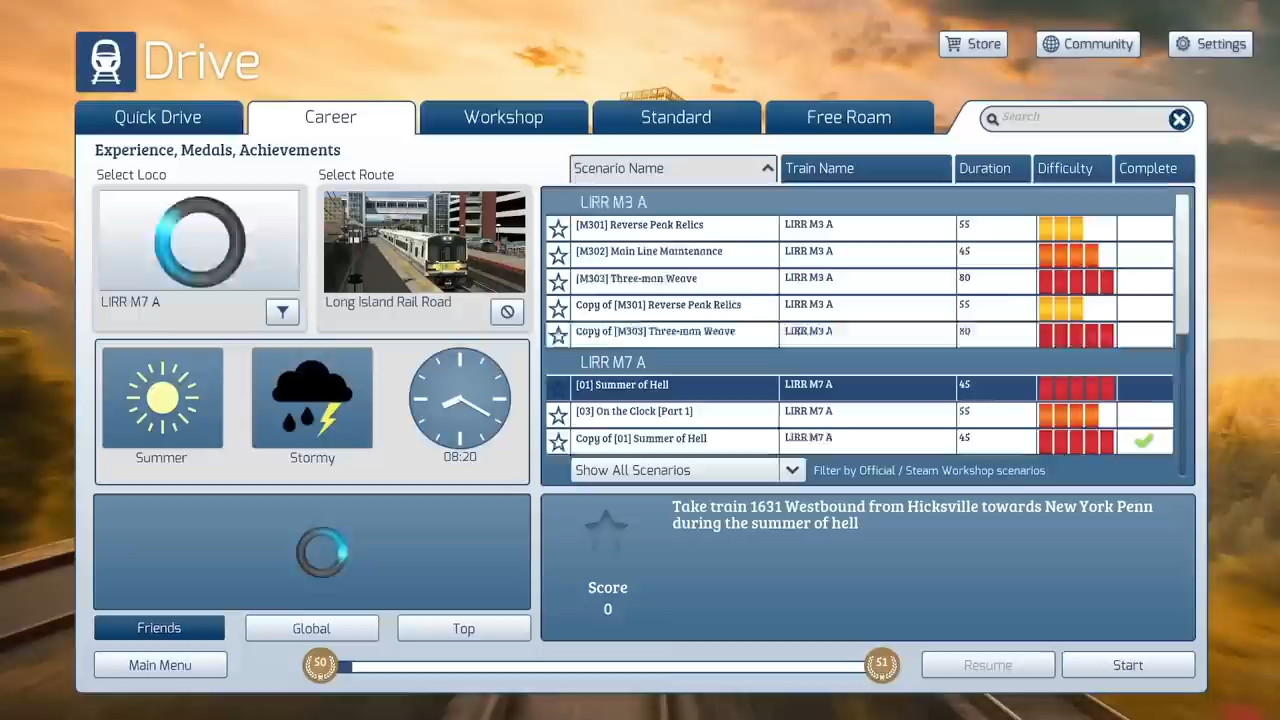 Drive
Store
Community
Settings
Quick Drive
Career
Workshop
Standard
Free Roam
Search
Experience, Medals, Achievements
Select Loco
Select Route
LIRR M7 A
Long Island Rail Road
Summer
Stormy
08:20
Scenario Name Train Name Duration Difficulty Complete
LIRR M3 A
[M301] Reverse Peak Relics LIRR M3 A 55
[M302] Main Line Maintenance LIRR M3 A 45
[M303] Three-man Weave LIRR M3 A 80
Copy of [M301] Reverse Peak Relics LIRR M3 A 55
Copy of [M303] Three-man Weave LIRR M3 A 80
LIRR M7 A
[01] Summer of Hell LIRR M7 A 45
[03] On the Clock [Part 1] LIRR M7 A 55
Copy of [01] Summer of Hell LIRR M7 A 45
Show All Scenarios Filter by Official / Steam Workshop scenarios
Take train 1631 Westbound from Hicksville towards New York Penn
during the summer of hell
Score
0
Friends
Global
Top
Main Menu
50
51
Resume
Start